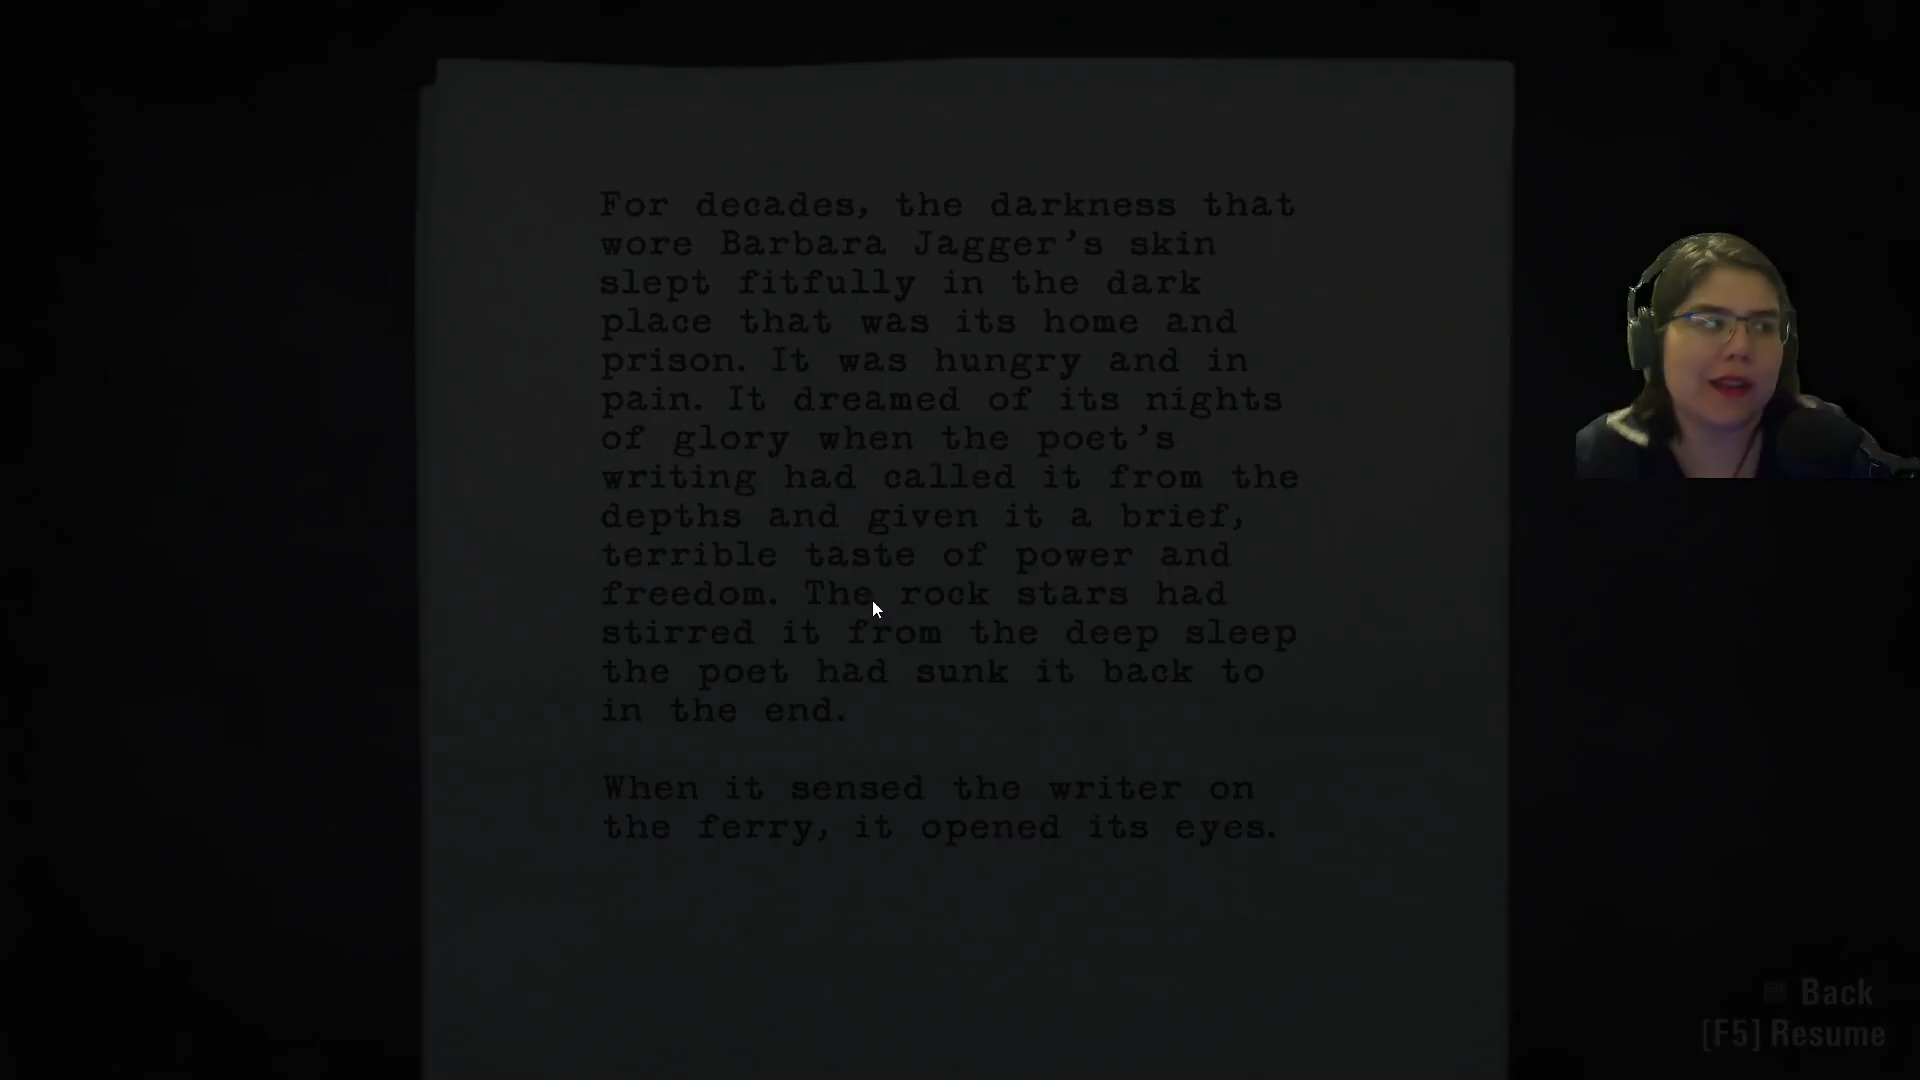 For decades, the darkness that
wore Barbara Jagger's skin
slept fitfully in the dark
place that was its home and
prison. It was hungry and in
pain. It dreamed of its nights
of glory when the poet's
writing had called it from the
depths and given it a brief,
terrible taste of power and
freedom. The rock stars had
stirred it from the deep sleep
the poet had sunk it back to
in the end.
When it sensed the writer on
the ferry, it opened its eyes.
Back
[F5] Resume